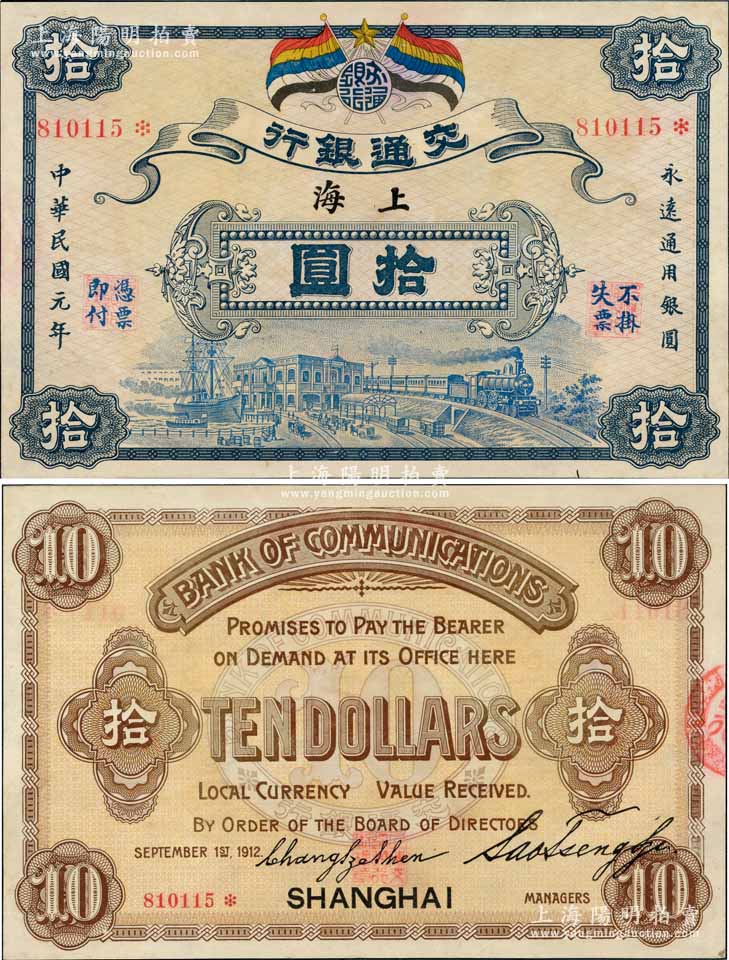 上海陽明拍賣
www.yangmingauction.com
拾
拾
810115 *
810115 *
交通銀行
上海
拾圓
永遠通用銀圓
中華民國元年
不掛失票
憑票即付
拾
拾
上海陽明拍賣
www.yangmingauction.com
10
10
BANK OF COMMUNICATIONS
PROMISES TO PAY THE BEARER
ON DEMAND AT ITS OFFICE HERE
拾
TEN DOLLARS
拾
LOCAL CURRENCY VALUE RECEIVED.
BY ORDER OF THE BOARD OF DIRECTORS
SEPTEMBER 1ST, 1912.
10
810115 *
SHANGHAI
MANAGERS
10
上海陽明拍賣
www.yangmingauction.com